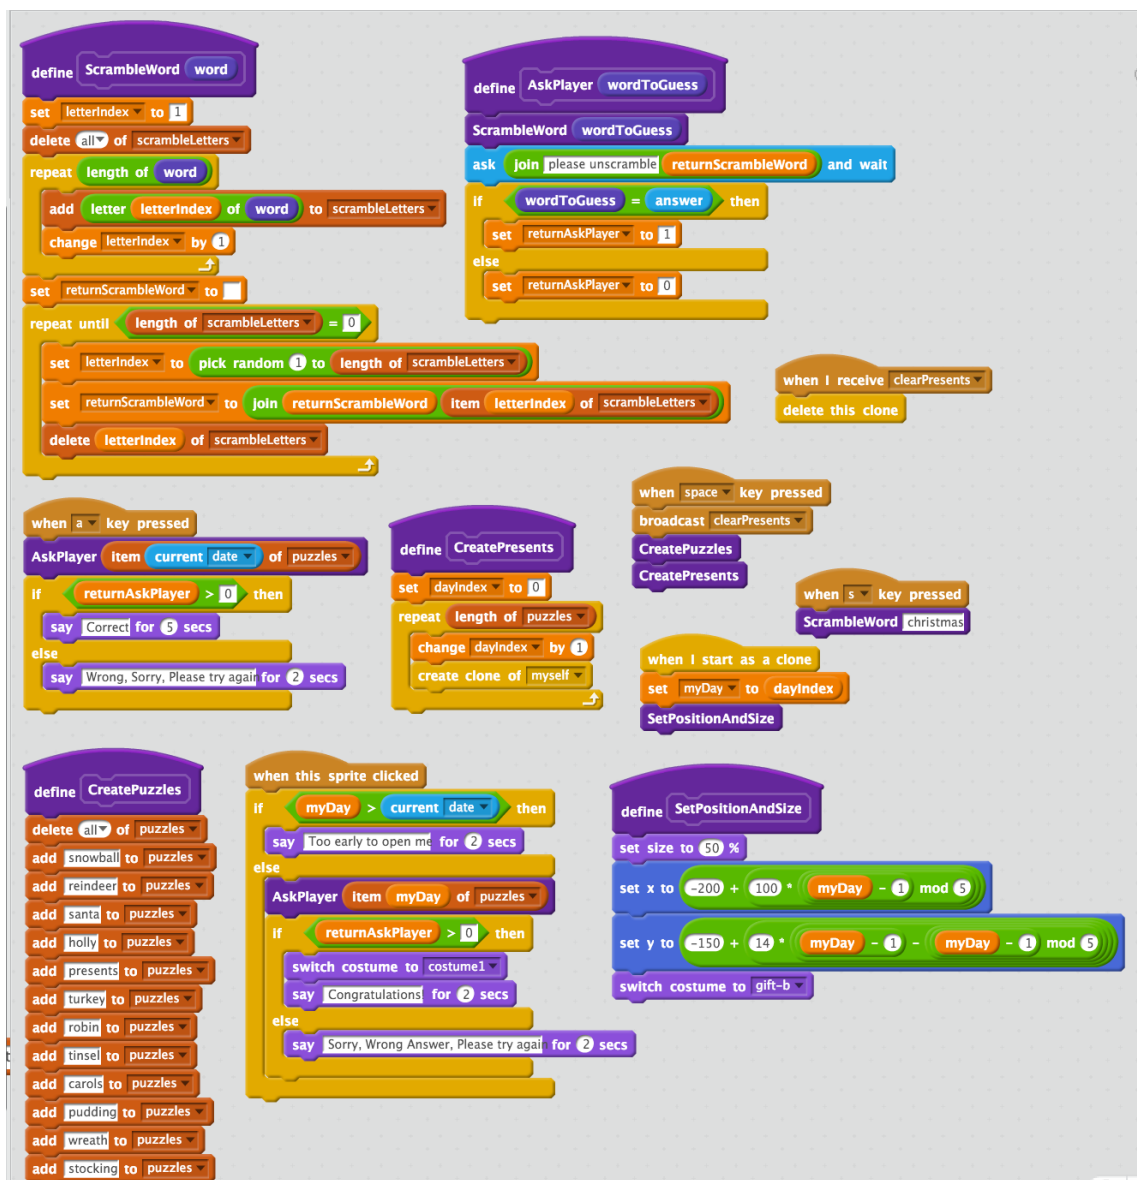 define ScrambleWord word
set letterIndex to 1
delete all of scrambleLetters
repeat length of word
add letter letterIndex of word to scrambleLetters
change letterIndex by 1
set returnScrambleWord to
repeat until length of scrambleLetters = 0
set letterIndex to pick random 1 to length of scrambleLetters
set returnScrambleWord to join returnScrambleWord item letterIndex of scrambleLetters
delete letterIndex of scrambleLetters
define AskPlayer wordToGuess
ScrambleWord wordToGuess
ask join please unscramble returnScrambleWord and wait
if wordToGuess = answer then
set returnAskPlayer to 1
else
set returnAskPlayer to 0
when I receive clearPresents
delete this clone
when a key pressed
AskPlayer item current date of puzzles
if returnAskPlayer > 0 then
say Correct for 5 secs
else
say Wrong, Sorry, Please try again for 2 secs
define CreatePresents
set dayIndex to 0
repeat length of puzzles
change dayIndex by 1
create clone of myself
when space key pressed
broadcast clearPresents
CreatePuzzles
CreatePresents
when s key pressed
ScrambleWord christmas
when I start as a clone
set myDay to dayIndex
SetPositionAndSize
define CreatePuzzles
delete all of puzzles
add snowball to puzzles
add reindeer to puzzles
add santa to puzzles
add holly to puzzles
add presents to puzzles
add turkey to puzzles
add robin to puzzles
add tinsel to puzzles
add carols to puzzles
add pudding to puzzles
add wreath to puzzles
add stocking to puzzles
when this sprite clicked
if myDay > current date then
say Too early to open me for 2 secs
else
AskPlayer item myDay of puzzles
if returnAskPlayer > 0 then
switch costume to costume1
say Congratulations for 2 secs
else
say Sorry, Wrong Answer, Please try again for 2 secs
define SetPositionAndSize
set size to 50 %
set x to -200 + 100 * myDay - 1 mod 5
set y to -150 + 14 * myDay - 1 - myDay - 1 mod 5
switch costume to gift-b